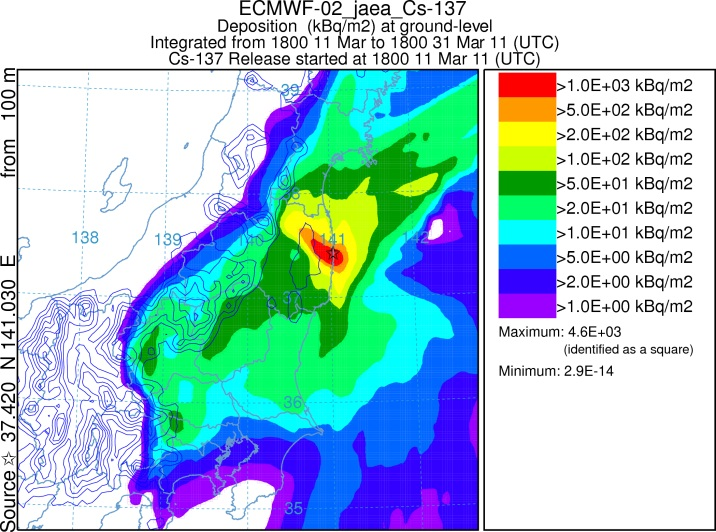 ECMWF-02_jaea_Cs-137
Deposition (kBq/m2) at ground-level
Integrated from 1800 11 Mar to 1800 31 Mar 11 (UTC)
Cs-137 Release started at 1800 11 Mar 11 (UTC)
Source ☆ 37.420 N 141.030 E from 100 m
39
38
138
139
140
141
142
37
36
35
>1.0E+03 kBq/m2
>5.0E+02 kBq/m2
>2.0E+02 kBq/m2
>1.0E+02 kBq/m2
>5.0E+01 kBq/m2
>2.0E+01 kBq/m2
>1.0E+01 kBq/m2
>5.0E+00 kBq/m2
>2.0E+00 kBq/m2
>1.0E+00 kBq/m2
Maximum: 4.6E+03
(identified as a square)
Minimum: 2.9E-14